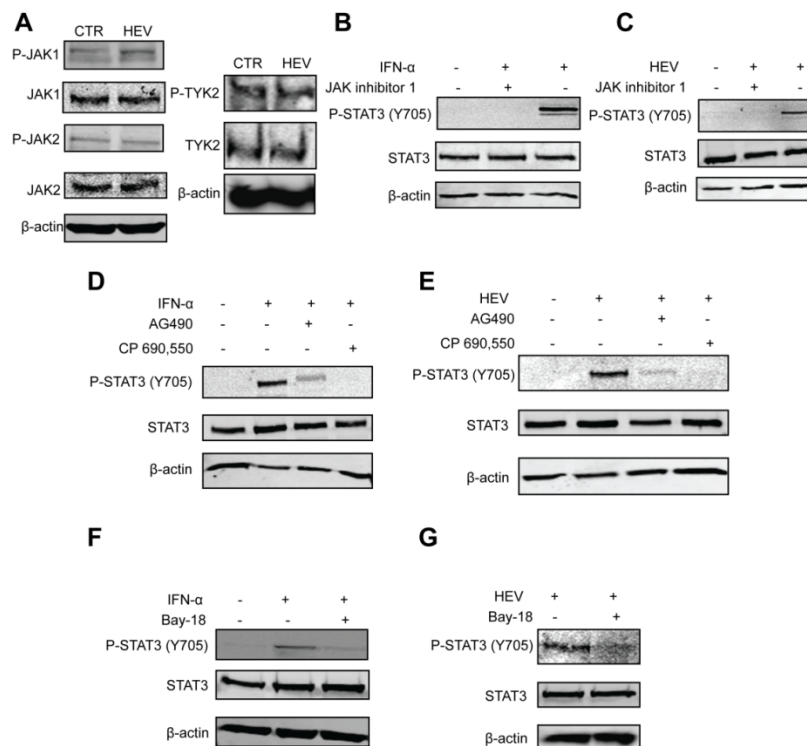 A
CTR HEV
P-JAK1
JAK1
P-JAK2
JAK2
β-actin
CTR HEV
P-TYK2
TYK2
β-actin
B
IFN-α - + +
JAK inhibitor 1 - + -
P-STAT3 (Y705)
STAT3
β-actin
C
HEV - + +
JAK inhibitor 1 - + -
P-STAT3 (Y705)
STAT3
β-actin
D
IFN-α - + + +
AG490 - - + -
CP 690,550 - - - +
P-STAT3 (Y705)
STAT3
β-actin
E
HEV - + + +
AG490 - - + -
CP 690,550 - - - +
P-STAT3 (Y705)
STAT3
β-actin
F
IFN-α - + +
Bay-18 - - +
P-STAT3 (Y705)
STAT3
β-actin
G
HEV + +
Bay-18 - +
P-STAT3 (Y705)
STAT3
β-actin